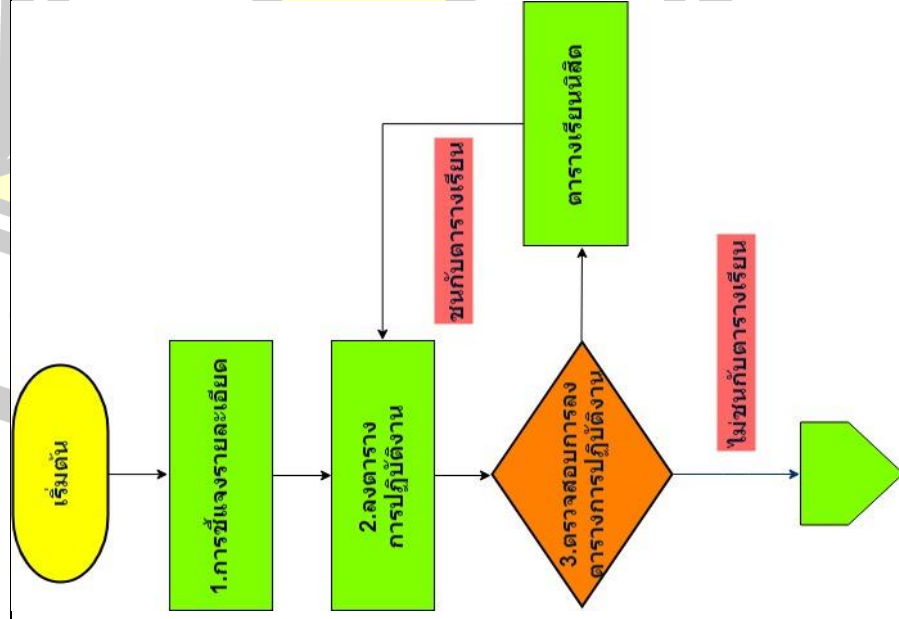 เริ่มต้น
1.การชี้แจงรายละเอียด
2.ลงตาราง
การปฏิบัติงาน
3.ตรวจสอบการลง
ตารางการปฏิบัติงาน
ตารางเรียนนิสิต
ชนกับตารางเรียน
ไม่ชนกับตารางเรียน